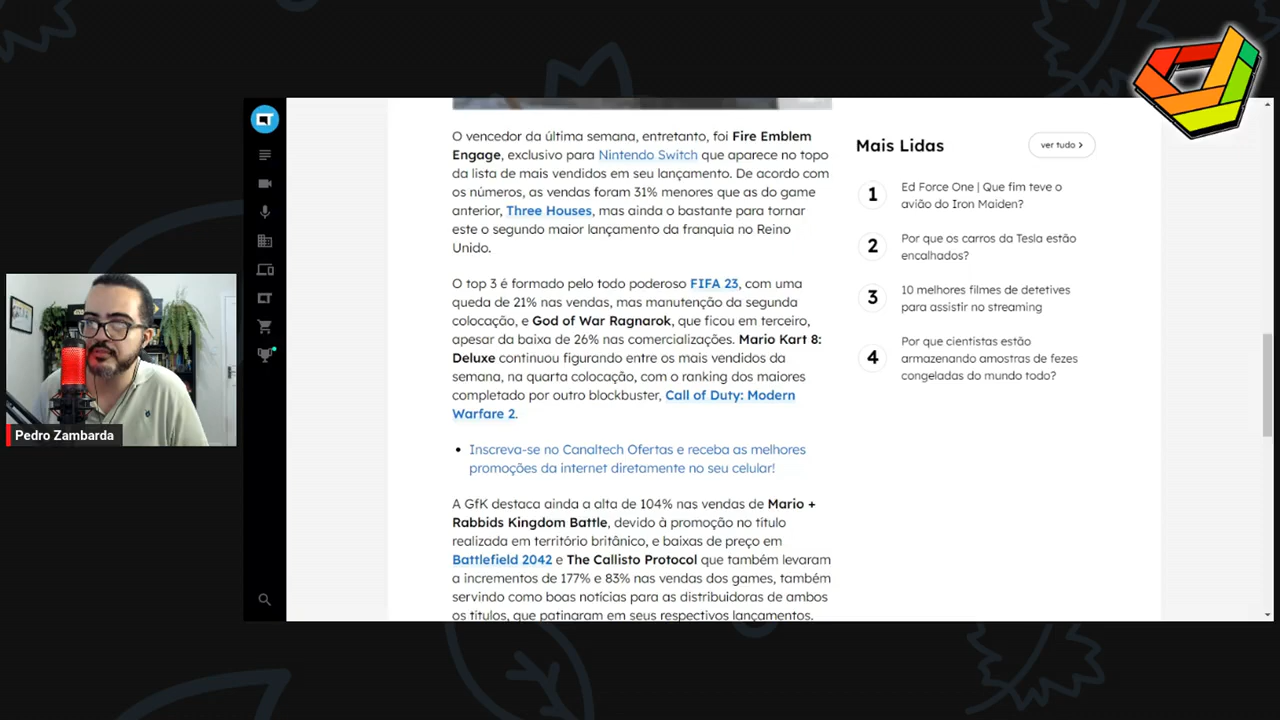 O vencedor da última semana, entretanto, foi Fire Emblem
Engage, exclusivo para Nintendo Switch que aparece no topo
da lista de mais vendidos em seu lançamento. De acordo com
os números, as vendas foram 31% menores que as do game
anterior, Three Houses, mas ainda o bastante para tornar
este o segundo maior lançamento da franquia no Reino
Unido.
O top 3 é formado pelo todo poderoso FIFA 23, com uma
queda de 21% nas vendas, mas manutenção da segunda
colocação, e God of War Ragnarok, que ficou em terceiro,
apesar da baixa de 26% nas comercializações. Mario Kart 8:
Deluxe continuou figurando entre os mais vendidos da
semana, na quarta colocação, com o ranking dos maiores
completado por outro blockbuster, Call of Duty: Modern
Warfare 2.
• Inscreva-se no Canaltech Ofertas e receba as melhores
promoções da internet diretamente no seu celular!
A GfK destaca ainda a alta de 104% nas vendas de Mario +
Rabbids Kingdom Battle, devido à promoção no título
realizada em território britânico, e baixas de preço em
Battlefield 2042 e The Callisto Protocol que também levaram
a incrementos de 177% e 83% nas vendas dos games, também
servindo como boas notícias para as distribuidoras de ambos
os títulos, que patinaram em seus respectivos lançamentos.
Mais Lidas
ver tudo >
1
Ed Force One | Que fim teve o
avião do Iron Maiden?
2
Por que os carros da Tesla estão
encalhados?
3
10 melhores filmes de detetives
para assistir no streaming
4
Por que cientistas estão
armazenando amostras de fezes
congeladas do mundo todo?
Pedro Zambarda